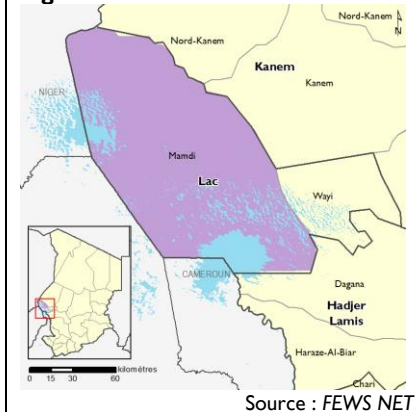 Nord-Kanem
Nord-Kanem
N
Kanem
Kanem
NIGER
Mamdi
Lac
Wayi
CAMEROUN
Dagana
Hadjer
Lamis
Haraze-Al-Biar
Chari
kilomètres
0 15 30 60
Source : FEWS NET